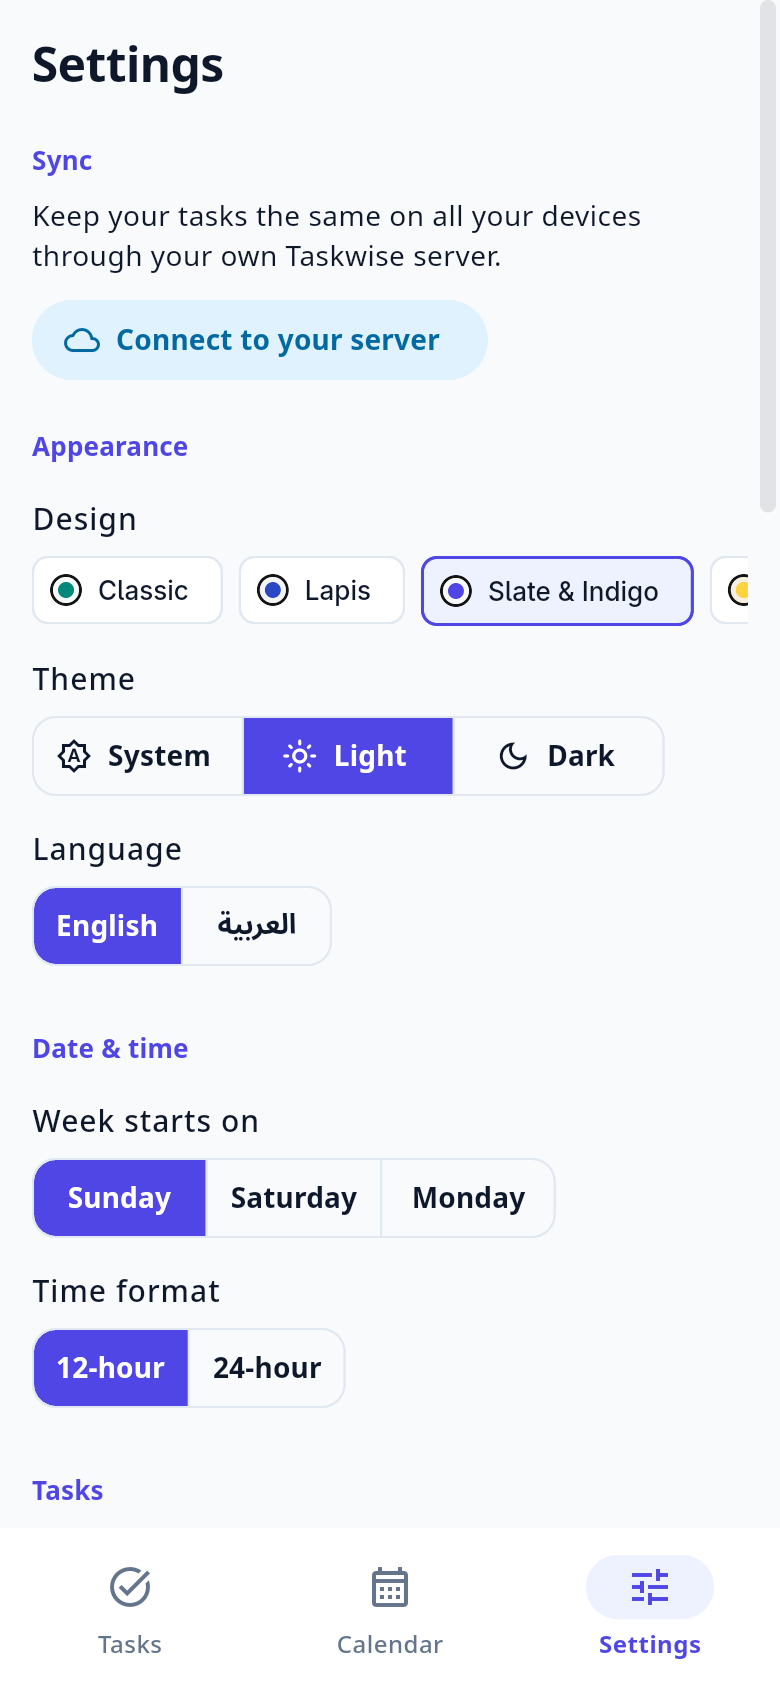 Settings
Sync
Keep your tasks the same on all your devices
through your own Taskwise server.
Connect to your server
Appearance
Design
Classic Lapis Slate & Indigo
Theme
System Light Dark
Language
English العربية
Date & time
Week starts on
Sunday Saturday Monday
Time format
12-hour 24-hour
Tasks
Tasks Calendar Settings